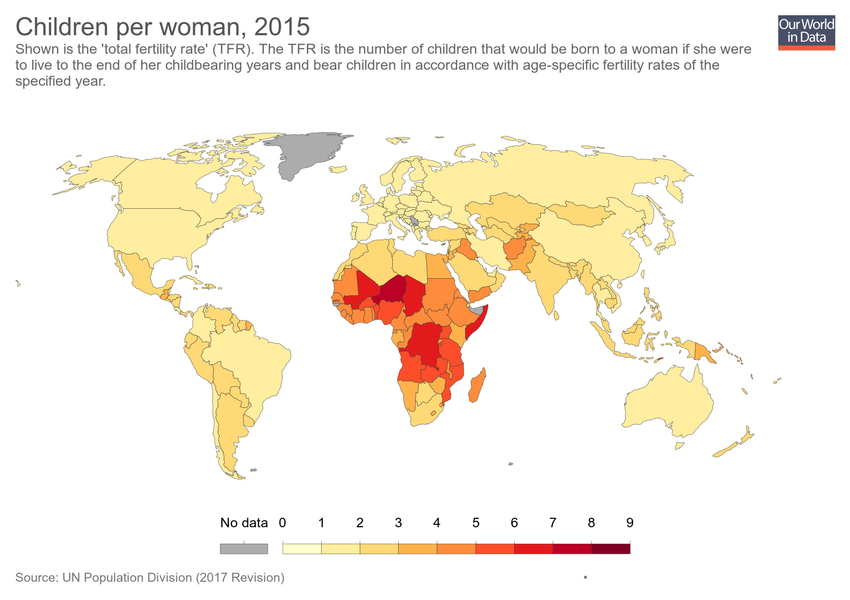 Children per woman, 2015
Our World
in Data
Shown is the 'total fertility rate' (TFR). The TFR is the number of children that would be born to a woman if she were
to live to the end of her childbearing years and bear children in accordance with age-specific fertility rates of the
specified year.
No data 0 1 2 3 4 5 6 7 8 9
Source: UN Population Division (2017 Revision)